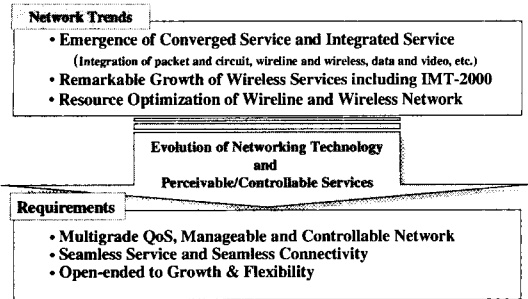 Network Trends
• Emergence of Converged Service and Integrated Service
(Integration of packet and circuit, wireline and wireless, data and video, etc.)
• Remarkable Growth of Wireless Services including IMT-2000
• Resource Optimization of Wireline and Wireless Network
Evolution of Networking Technology
and
Perceivable/Controllable Services
Requirements
• Multigrade QoS, Manageable and Controllable Network
• Seamless Service and Seamless Connectivity
• Open-ended to Growth & Flexibility